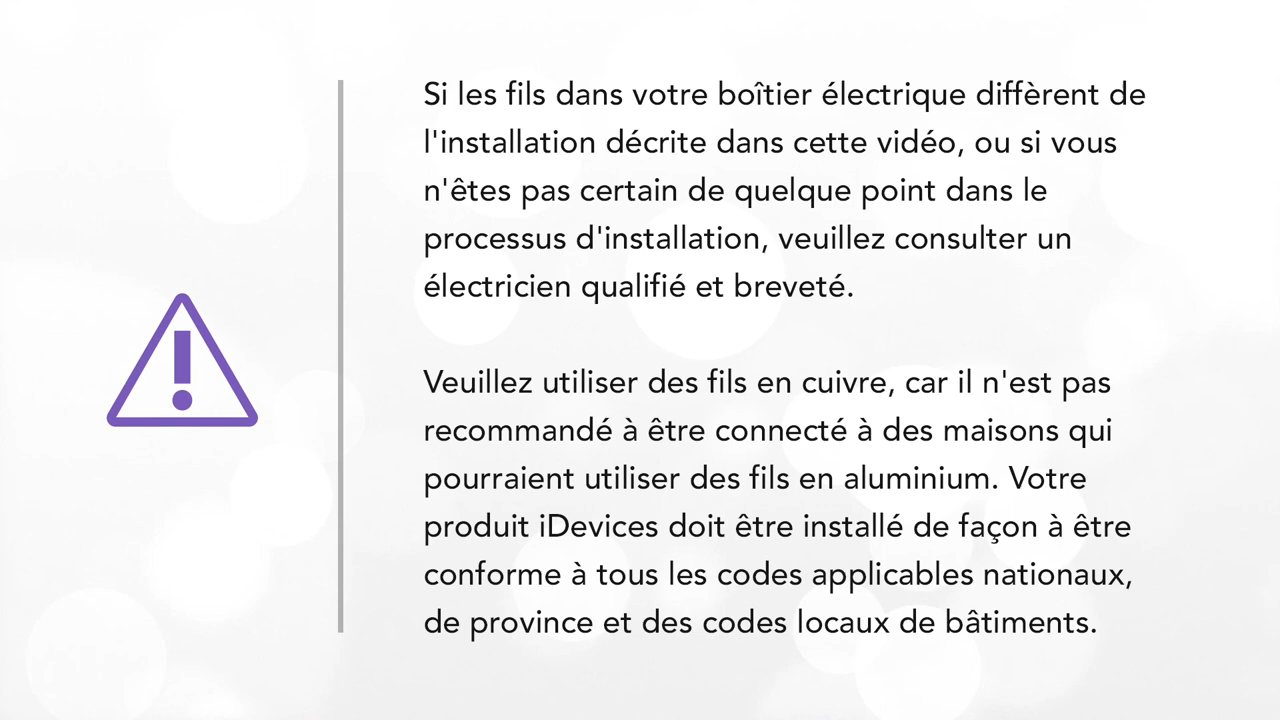 Si les fils dans votre boîtier électrique diffèrent de
l'installation décrite dans cette vidéo, ou si vous
n'êtes pas certain de quelque point dans le
processus d'installation, veuillez consulter un
électricien qualifié et breveté.
Veuillez utiliser des fils en cuivre, car il n'est pas
recommandé à être connecté à des maisons qui
pourraient utiliser des fils en aluminium. Votre
produit iDevices doit être installé de façon à être
conforme à tous les codes applicables nationaux,
de province et des codes locaux de bâtiments.